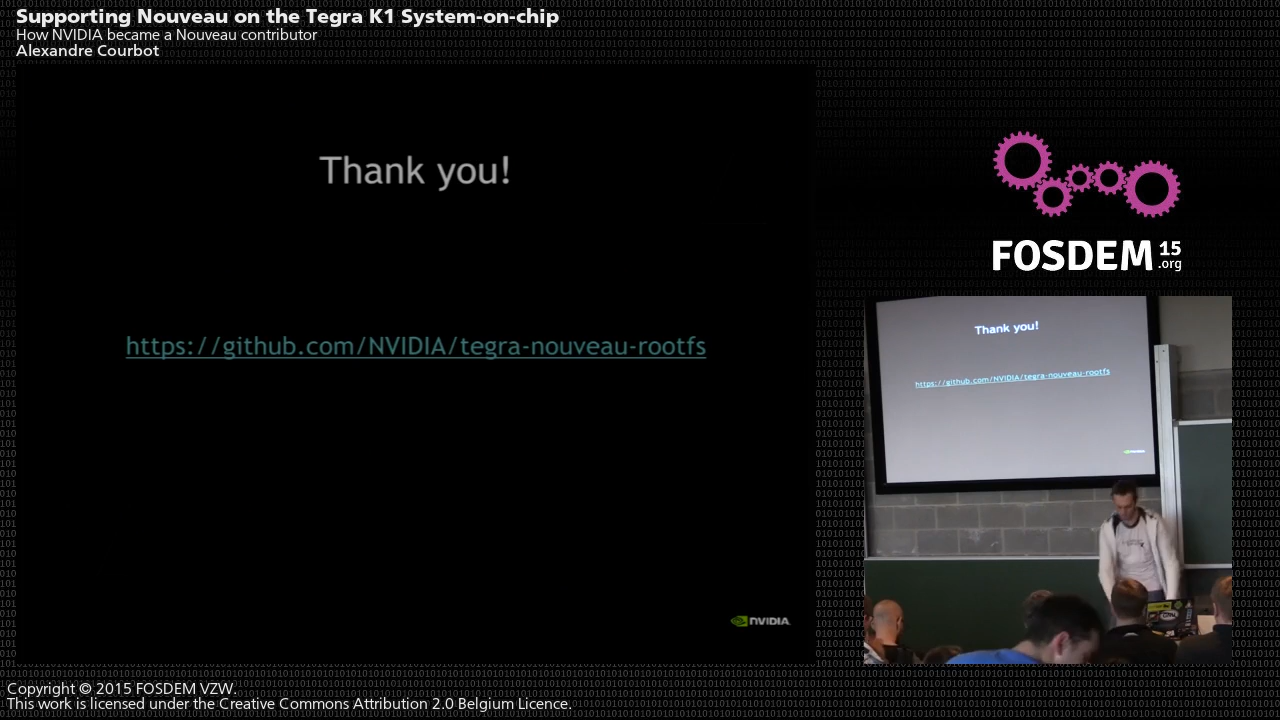 Supporting Nouveau on the Tegra K1 System-on-chip
How NVIDIA became a Nouveau contributor
Alexandre Courbot
Thank you!
https://github.com/NVIDIA/tegra-nouveau-rootfs
NVIDIA.
FOSDEM 15
.org
Thank you!
https://github.com/NVIDIA/tegra-nouveau-rootfs
NVIDIA
Copyright © 2015 FOSDEM VZW.
This work is licensed under the Creative Commons Attribution 2.0 Belgium Licence.